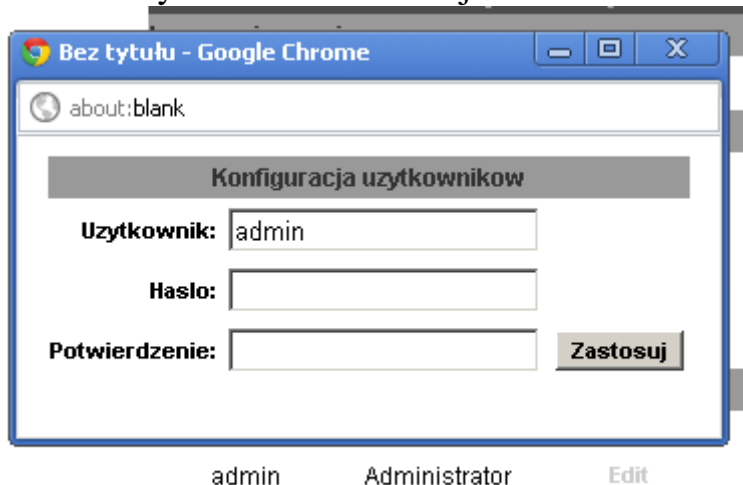 Bez tytułu - Google Chrome
about:blank
Konfiguracja uzytkownikow
Uzytkownik: admin
Haslo:
Potwierdzenie: Zastosuj
admin Administrator Edit